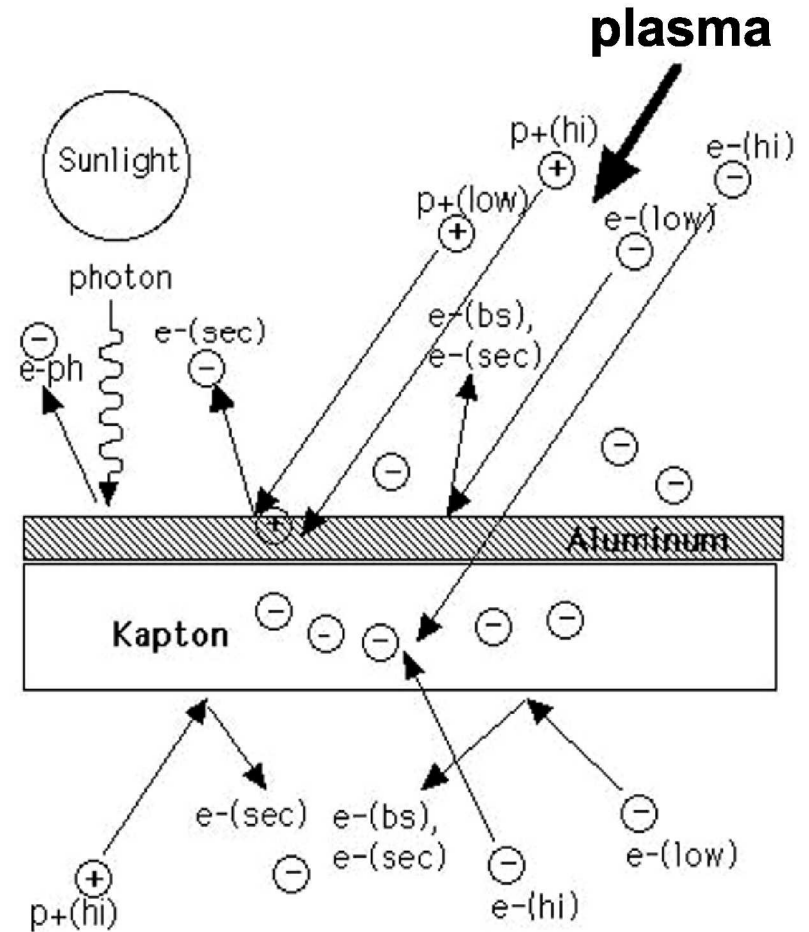 plasma
p+(hi)
e-(hi)
Sunlight
p+(low)
e-(low)
photon
e-(sec)
e-(bs),
e-(sec)
e-ph
Aluminum
Kapton
e-(sec)
e-(bs),
e-(sec)
e-(low)
p+(hi)
e-(hi)